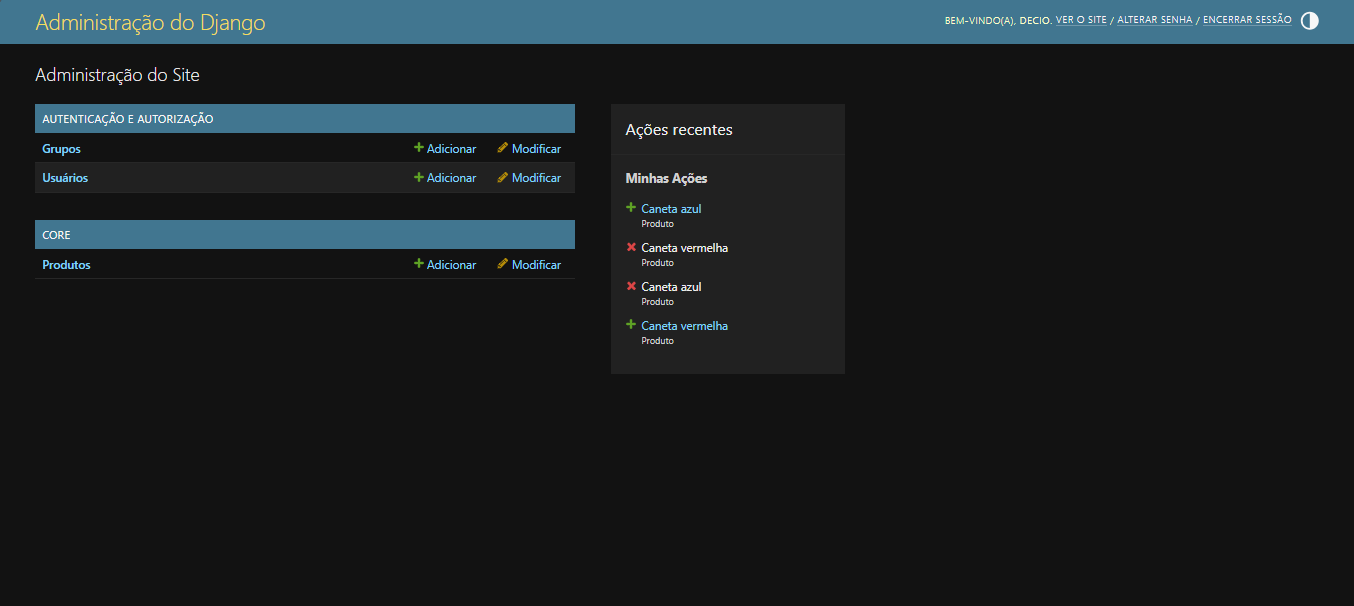 Administração do Django
BEM-VINDO(A), DECIO. VER O SITE / ALTERAR SENHA / ENCERRAR SESSÃO
Administração do Site
AUTENTICAÇÃO E AUTORIZAÇÃO
Grupos Adicionar Modificar
Usuários Adicionar Modificar
CORE
Produtos Adicionar Modificar
Ações recentes
Minhas Ações
Caneta azul
Produto
Caneta vermelha
Produto
Caneta azul
Produto
Caneta vermelha
Produto